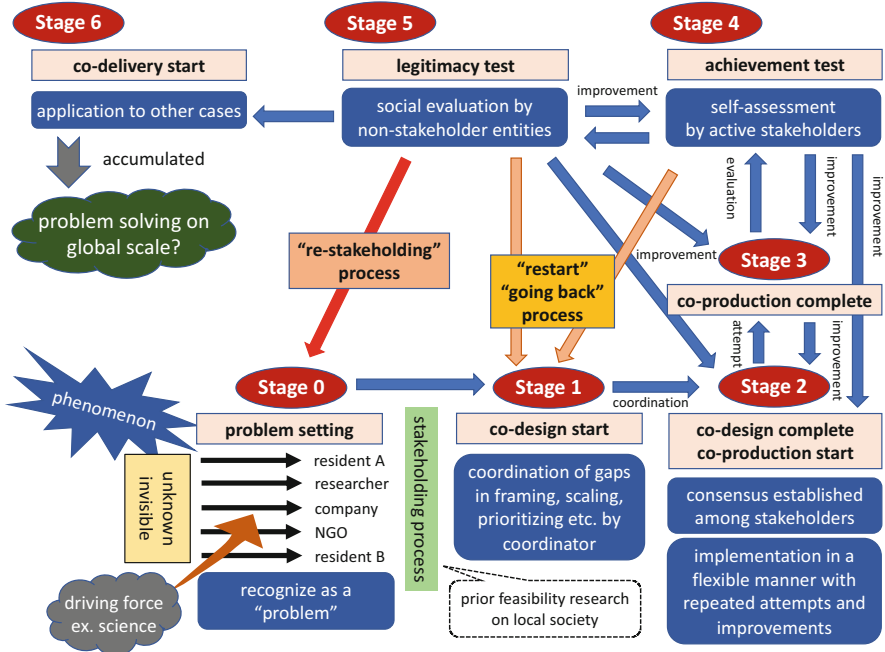 Stage 6
co-delivery start
application to other cases
accumulated
problem solving on
global scale?
Stage 5
legitimacy test
social evaluation by
non-stakeholder entities
improvement
Stage 4
achievement test
self-assessment
by active stakeholders
evaluation
improvement
improvement
"re-stakeholding"
process
"restart"
"going back"
process
improvement
Stage 3
co-production complete
attempt
improvement
phenomenon
Stage 0
problem setting
unknown
invisible
resident A
researcher
company
NGO
resident B
driving force
ex. science
recognize as a
"problem"
stakeholding process
Stage 1
co-design start
coordination of gaps
in framing, scaling,
prioritizing etc. by
coordinator
prior feasibility research
on local society
coordination
Stage 2
co-design complete
co-production start
consensus established
among stakeholders
implementation in a
flexible manner with
repeated attempts and
improvements